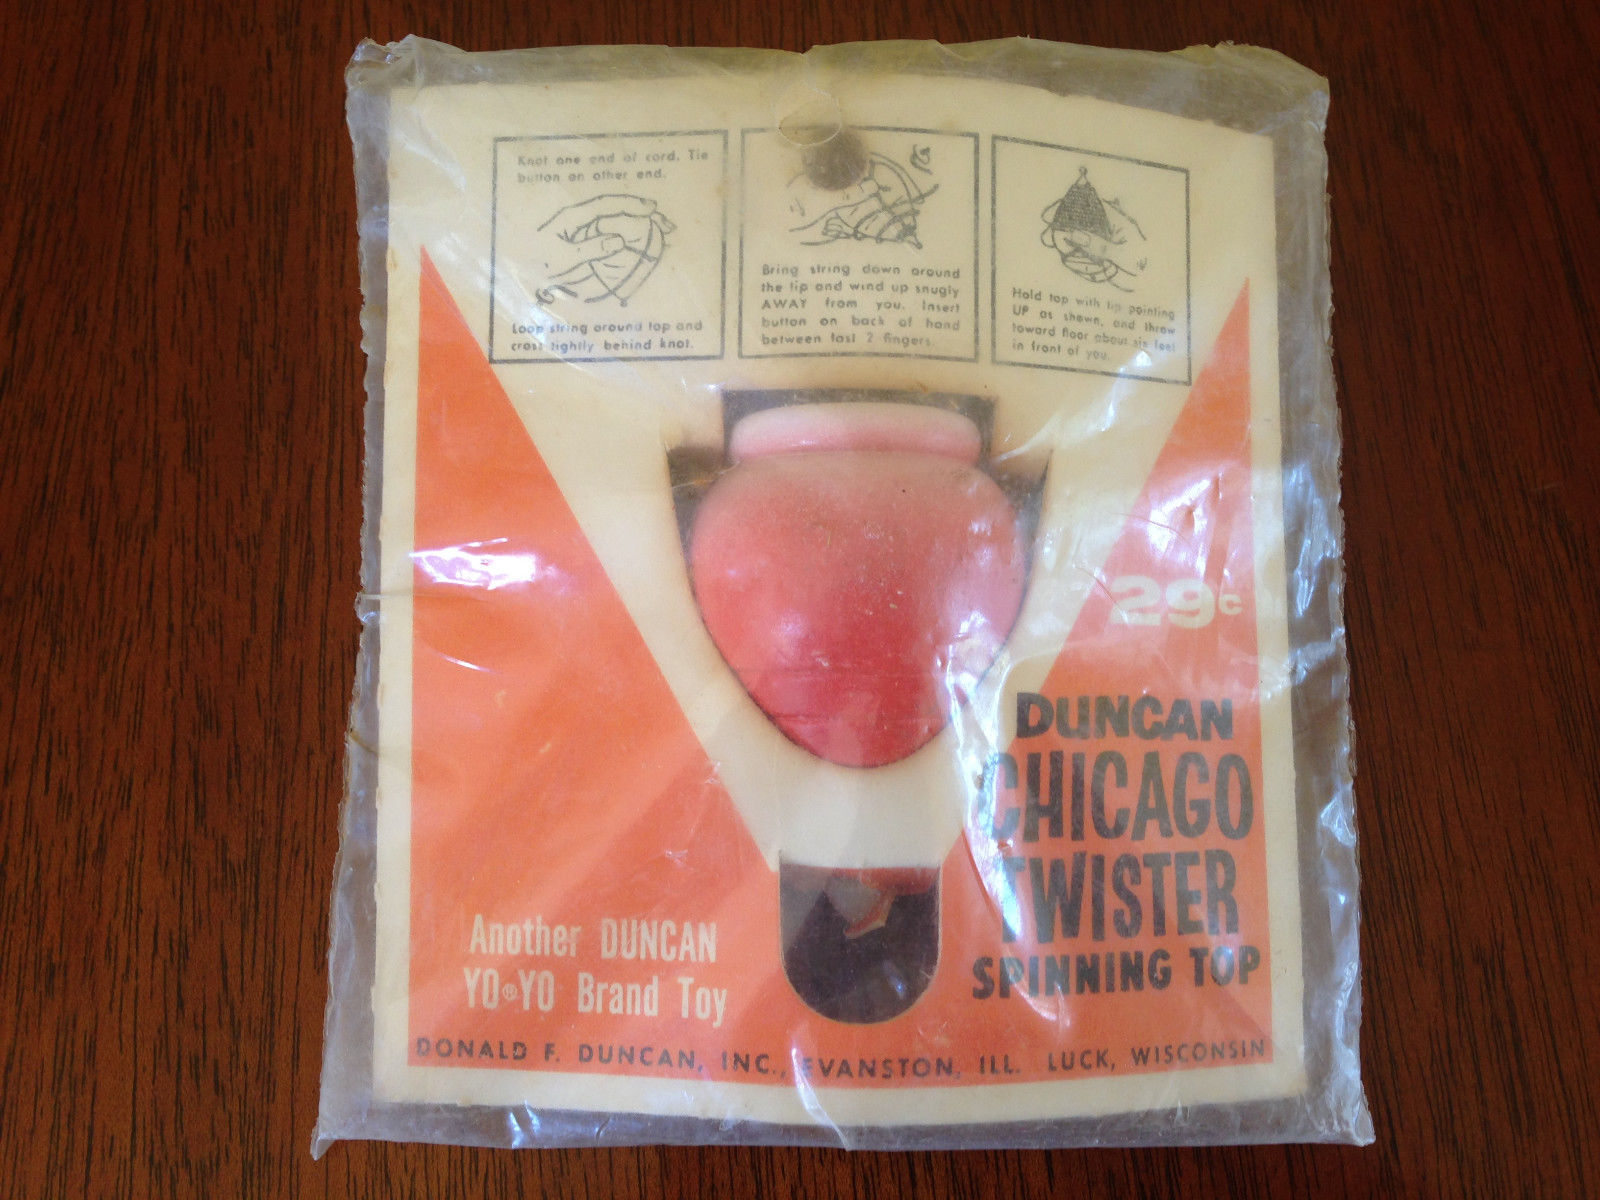 Knot one end of cord. Tie
button on other end.
Loop string around top and
cross tightly behind knot.
Bring string down around
the tip and wind up snugly
AWAY from you. Insert
button on back of hand
between last 2 fingers.
Hold top with tip pointing
UP as shown, and throw
toward floor about six feet
in front of you.
29¢
DUNCAN
CHICAGO
TWISTER
SPINNING TOP
Another DUNCAN
YO®YO Brand Toy
DONALD F. DUNCAN, INC., EVANSTON, ILL. LUCK, WISCONSIN